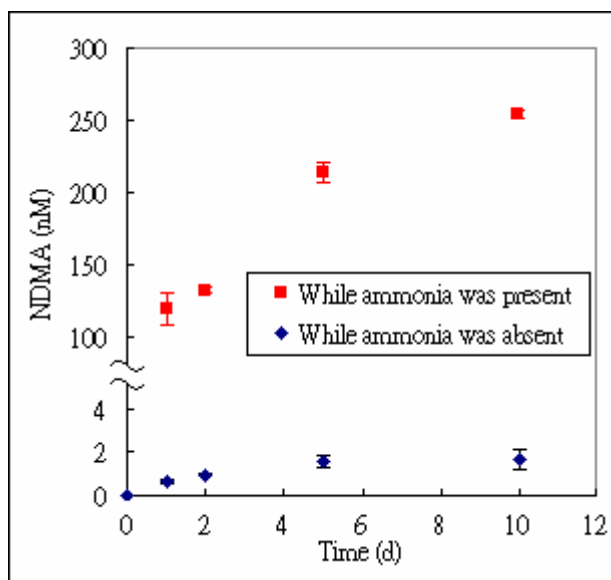 300
250
200
150
100
4
2
0
NDMA (nM)
While ammonia was present
While ammonia was absent
0 2 4 6 8 10 12
Time (d)